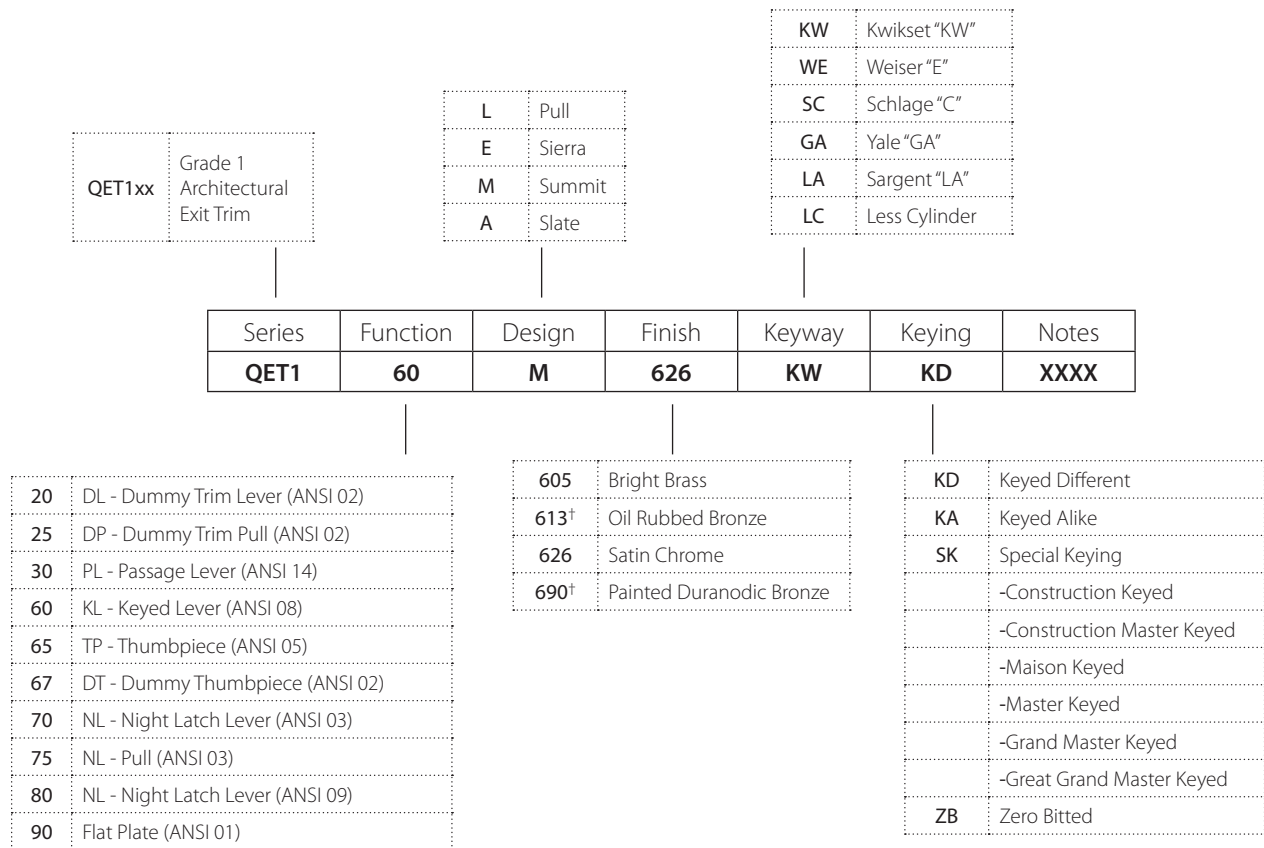 KW Kwikset “KW”
WE Weiser “E”
SC Schlage “C”
GA Yale “GA”
LA Sargent “LA”
LC Less Cylinder
L Pull
E Sierra
M Summit
A Slate
QET1xx Grade 1
Architectural
Exit Trim
Series Function Design Finish Keyway Keying Notes
QET1 60 M 626 KW KD XXXX
20 DL - Dummy Trim Lever (ANSI 02)
25 DP - Dummy Trim Pull (ANSI 02)
30 PL - Passage Lever (ANSI 14)
60 KL - Keyed Lever (ANSI 08)
65 TP - Thumbpiece (ANSI 05)
67 DT - Dummy Thumbpiece (ANSI 02)
70 NL - Night Latch Lever (ANSI 03)
75 NL - Pull (ANSI 03)
80 NL - Night Latch Lever (ANSI 09)
90 Flat Plate (ANSI 01)
605 Bright Brass
613† Oil Rubbed Bronze
626 Satin Chrome
690† Painted Duranodic Bronze
KD Keyed Different
KA Keyed Alike
SK Special Keying
-Construction Keyed
-Construction Master Keyed
-Maison Keyed
-Master Keyed
-Grand Master Keyed
-Great Grand Master Keyed
ZB Zero Bitted